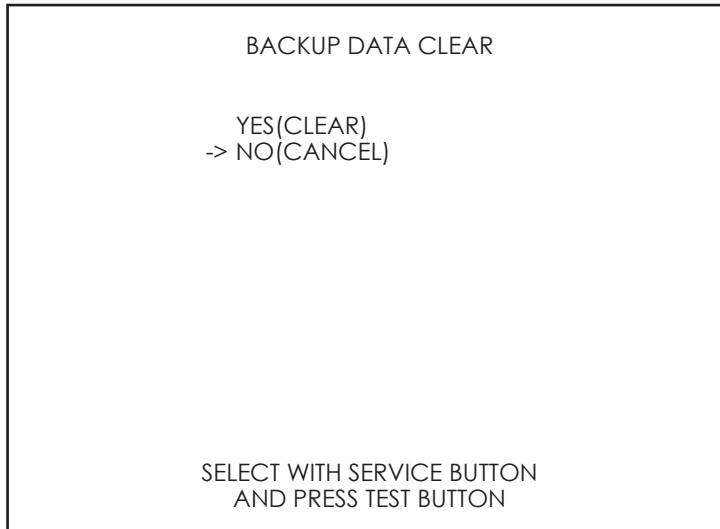 BACKUP DATA CLEAR
YES(CLEAR)
-> NO(CANCEL)
SELECT WITH SERVICE BUTTON
AND PRESS TEST BUTTON